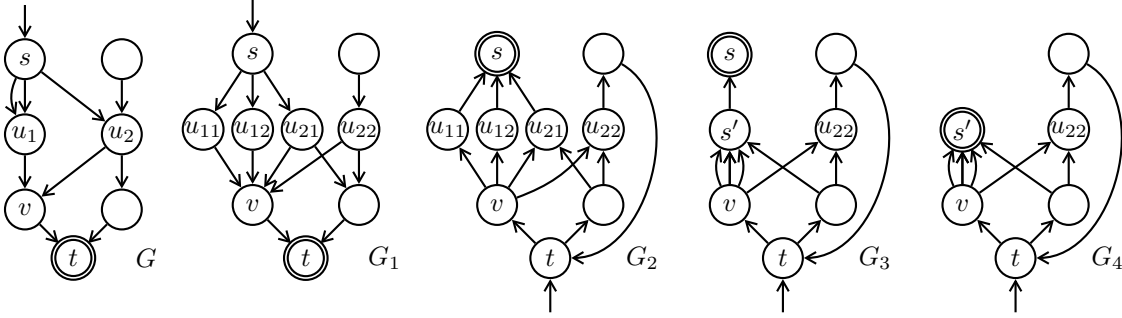 s s s s
u₁ u₂ u₁₁ u₁₂ u₂₁ u₂₂ u₁₁ u₁₂ u₂₁ u₂₂ s′ u₂₂ s′ u₂₂
v v v v v
t G t G₁ t G₂ t G₃ t G₄